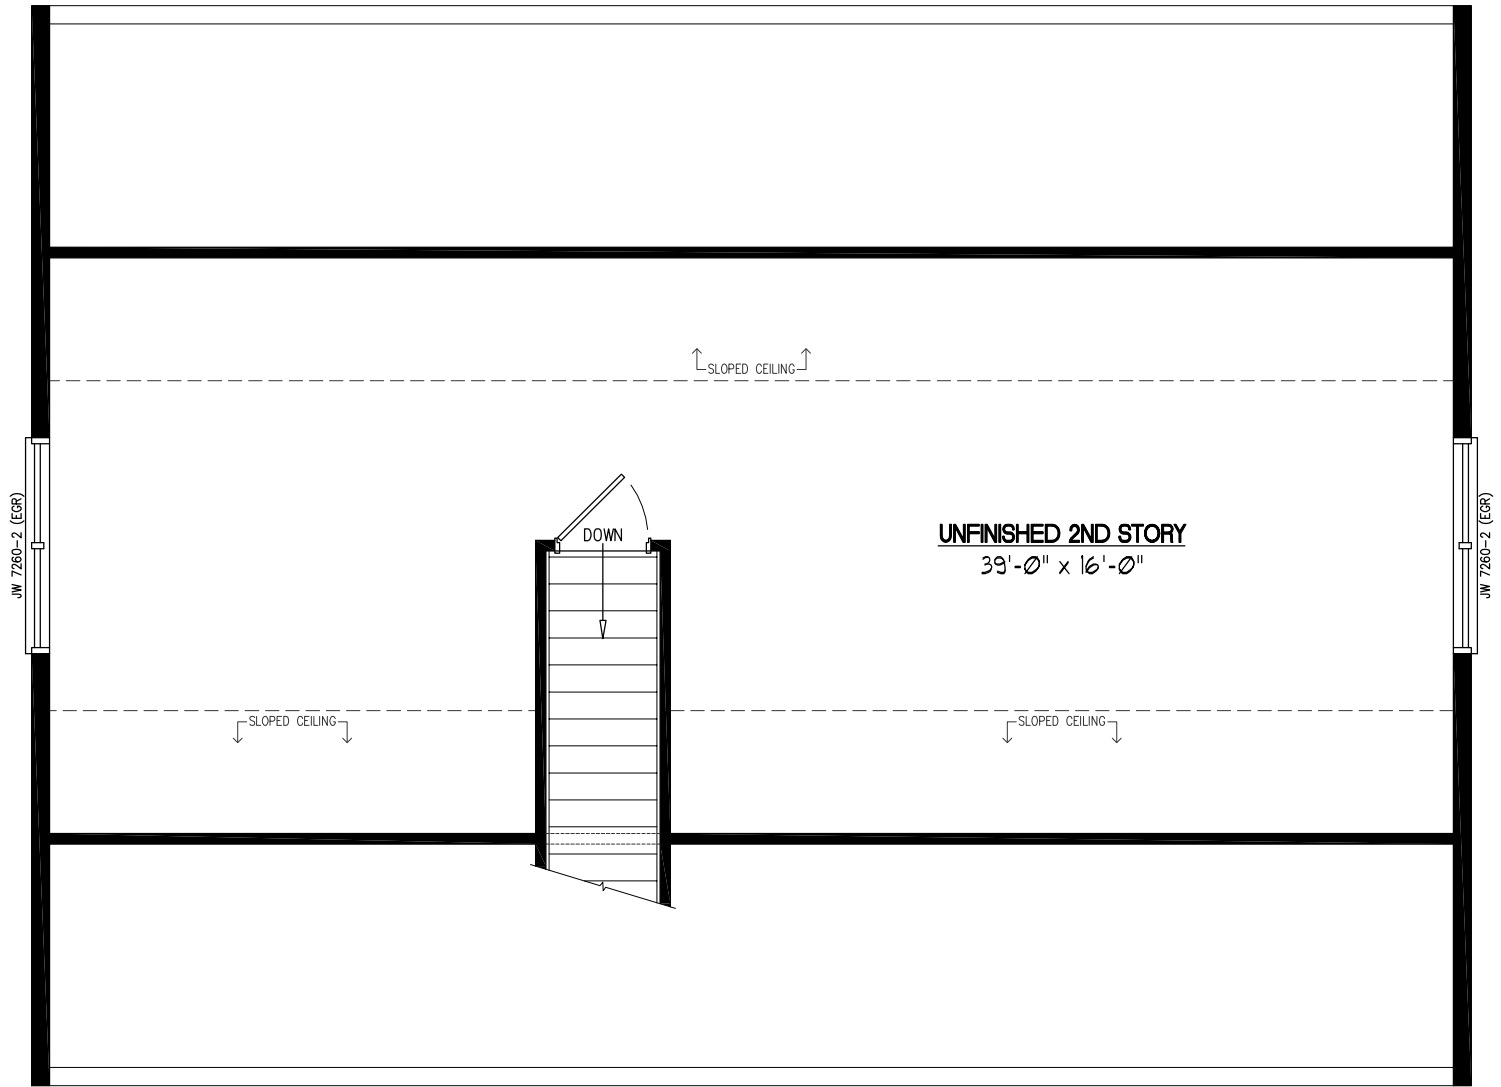 SLOPED CEILING
JW 7260-2 (EGR)
DOWN
UNFINISHED 2ND STORY
39'-0" x 16'-0"
JW 7260-2 (EGR)
SLOPED CEILING
SLOPED CEILING